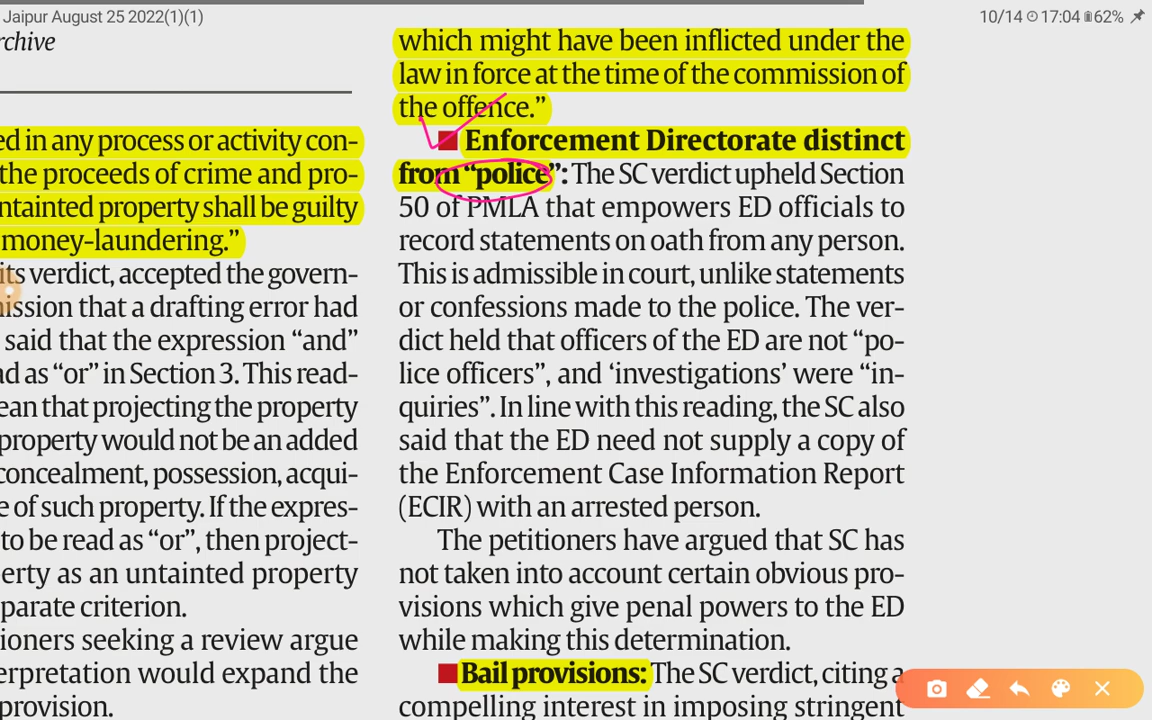 Jaipur August 25 2022(1)(1)
10/14 17:04 62%
rchive
ed in any process or activity con-
the proceeds of crime and pro-
ntainted property shall be guilty
money-laundering.”
its verdict, accepted the govern-
ission that a drafting error had
said that the expression “and”
ad as “or” in Section 3. This read-
ean that projecting the property
property would not be an added
concealment, possession, acqui-
e of such property. If the expres-
to be read as “or”, then project-
erty as an untainted property
parate criterion.
ioners seeking a review argue
erpretation would expand the
provision.
which might have been inflicted under the
law in force at the time of the commission of
the offence.”
Enforcement Directorate distinct
from “police”: The SC verdict upheld Section
50 of PMLA that empowers ED officials to
record statements on oath from any person.
This is admissible in court, unlike statements
or confessions made to the police. The ver-
dict held that officers of the ED are not “po-
lice officers”, and ‘investigations’ were “in-
quiries”. In line with this reading, the SC also
said that the ED need not supply a copy of
the Enforcement Case Information Report
(ECIR) with an arrested person.
The petitioners have argued that SC has
not taken into account certain obvious pro-
visions which give penal powers to the ED
while making this determination.
Bail provisions: The SC verdict, citing a
compelling interest in imposing stringent